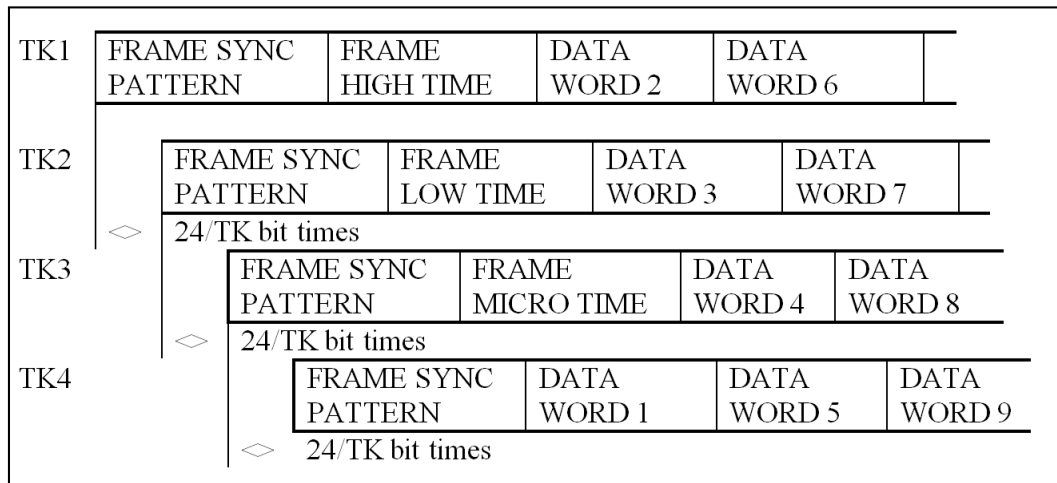 TK1 FRAME SYNC FRAME DATA DATA
PATTERN HIGH TIME WORD 2 WORD 6
TK2 FRAME SYNC FRAME DATA DATA
PATTERN LOW TIME WORD 3 WORD 7
24/TK bit times
TK3 FRAME SYNC FRAME DATA DATA
PATTERN MICRO TIME WORD 4 WORD 8
24/TK bit times
TK4 FRAME SYNC DATA DATA DATA
PATTERN WORD 1 WORD 5 WORD 9
24/TK bit times